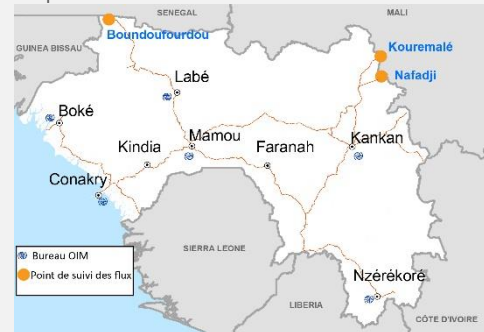 SENEGAL
MALI
Boundoufourdou
GUINEA BISSAU
Kouremalé
Nafadji
Labé
Boké
Kindia
Mamou
Faranah
Kankan
Conakry
SIERRA LEONE
Bureau OIM
Point de suivi des flux
Nzérékoré
LIBERIA
CÔTE D'IVOIRE